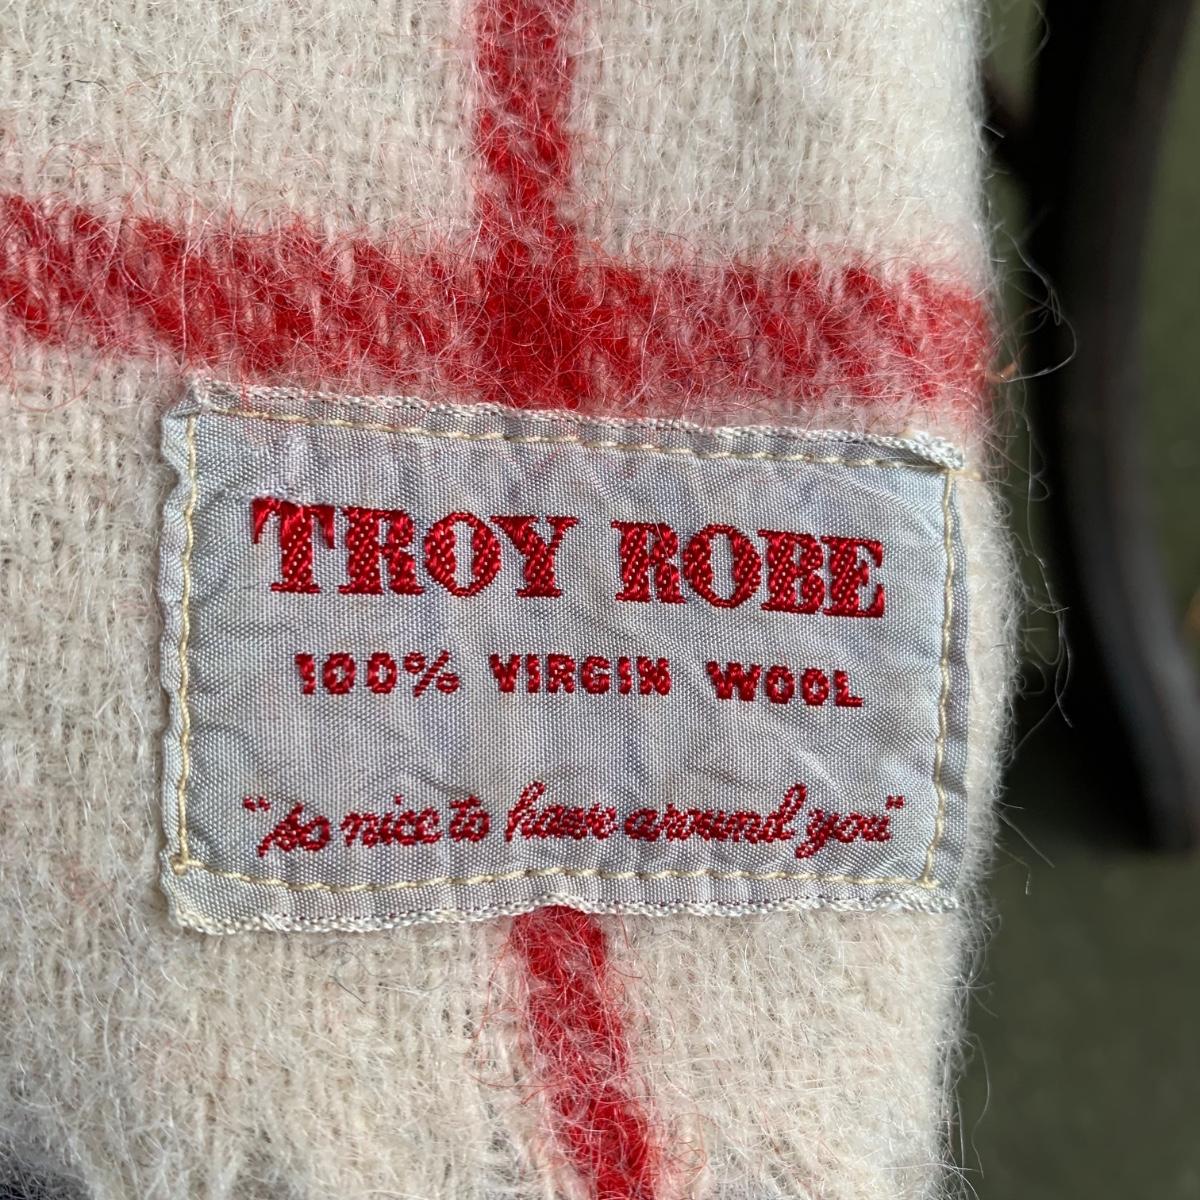 TROY ROBE
100% VIRGIN WOOL
"so nice to have around you"